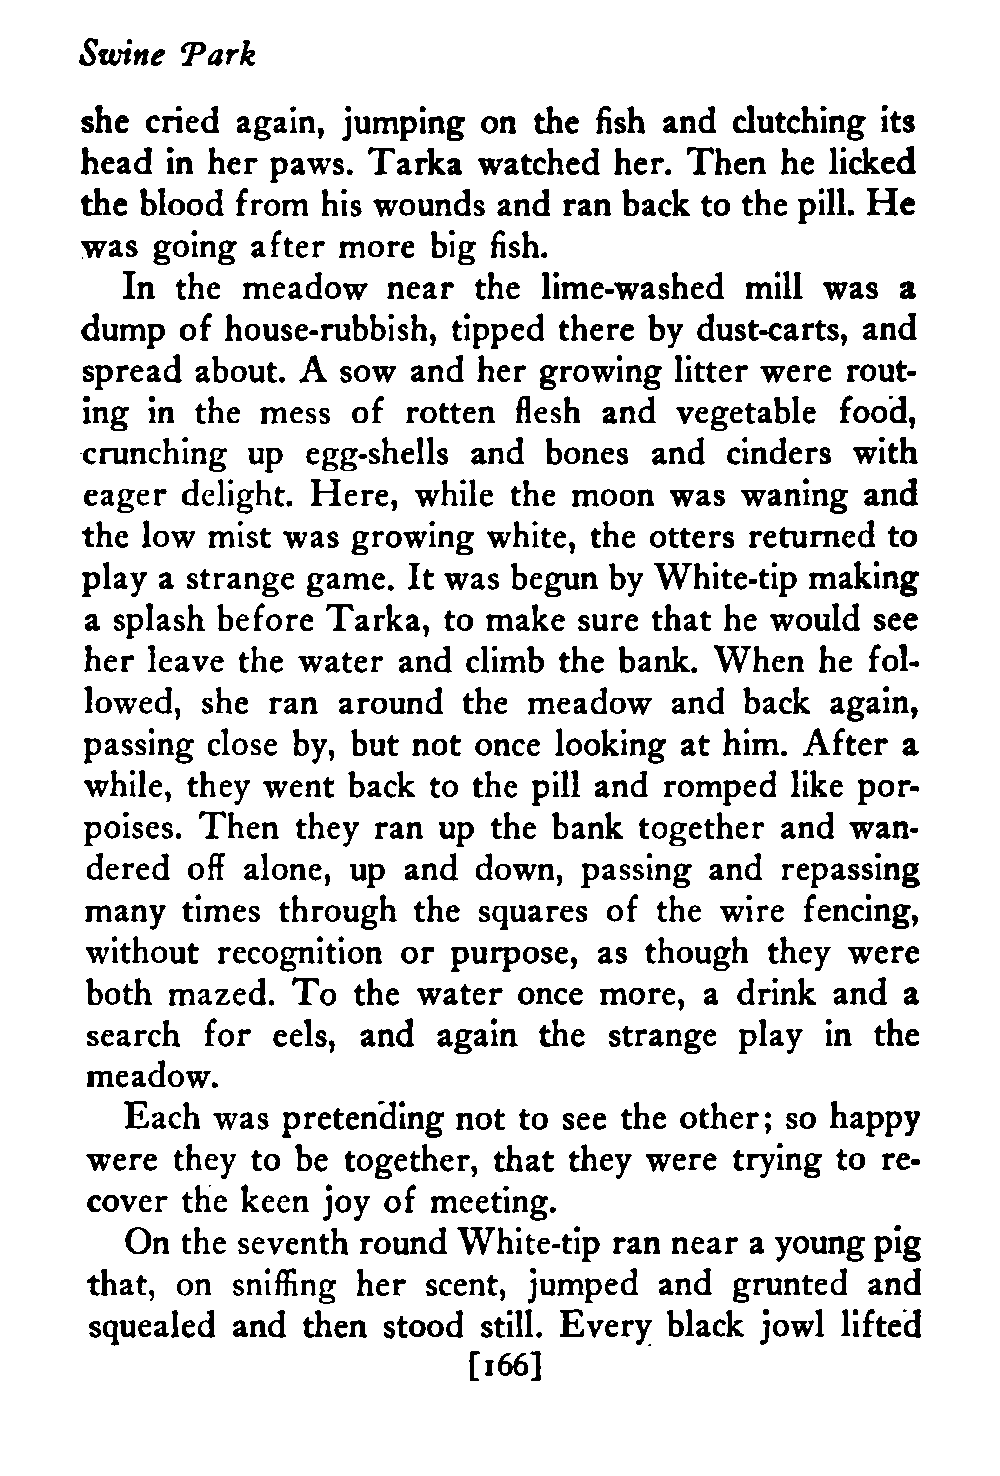 Swine Park
she cried again, jumping on the fish and clutching its
head in her paws. Tarka watched her. Then he licked
the blood from his wounds and ran back to the pill. He
was going after more big fish.
In the meadow near the lime-washed mill was a
dump of house-rubbish, tipped there by dust-carts, and
spread about. A sow and her growing litter were rout-
ing in the mess of rotten flesh and vegetable food,
crunching up egg-shells and bones and cinders with
eager delight. Here, while the moon was waning and
the low mist was growing white, the otters returned to
play a strange game. It was begun by White-tip making
a splash before Tarka, to make sure that he would see
her leave the water and climb the bank. When he fol-
lowed, she ran around the meadow and back again,
passing close by, but not once looking at him. After a
while, they went back to the pill and romped like por-
poises. Then they ran up the bank together and wan-
dered off alone, up and down, passing and repassing
many times through the squares of the wire fencing,
without recognition or purpose, as though they were
both mazed. To the water once more, a drink and a
search for eels, and again the strange play in the
meadow.
Each was pretending not to see the other; so happy
were they to be together, that they were trying to re-
cover the keen joy of meeting.
On the seventh round White-tip ran near a young pig
that, on sniffing her scent, jumped and grunted and
squealed and then stood still. Every black jowl lifted
[166]